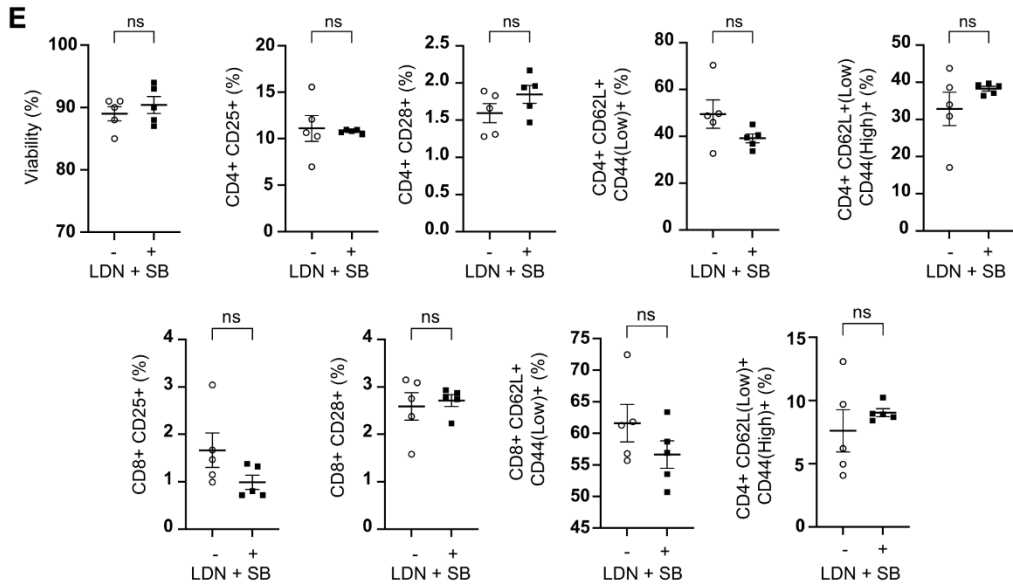 E
ns
Viability (%)
100
90
80
70
- +
LDN + SB
ns
CD4+ CD25+ (%)
20
15
10
5
0
- +
LDN + SB
ns
CD4+ CD28+ (%)
2.5
2.0
1.5
1.0
0.5
0.0
- +
LDN + SB
ns
CD4+ CD62L+
CD44(Low)+ (%)
80
60
40
20
0
- +
LDN + SB
ns
CD4+ CD62L+(Low)
CD44(High)+ (%)
50
40
30
20
10
0
- +
LDN + SB
ns
CD8+ CD25+ (%)
4
3
2
1
0
- +
LDN + SB
ns
CD8+ CD28+ (%)
4
3
2
1
0
- +
LDN + SB
ns
CD8+ CD62L+
CD44(Low)+ (%)
75
70
65
60
55
50
45
- +
LDN + SB
ns
CD4+ CD62L(Low)+
CD44(High)+ (%)
15
10
5
0
- +
LDN + SB